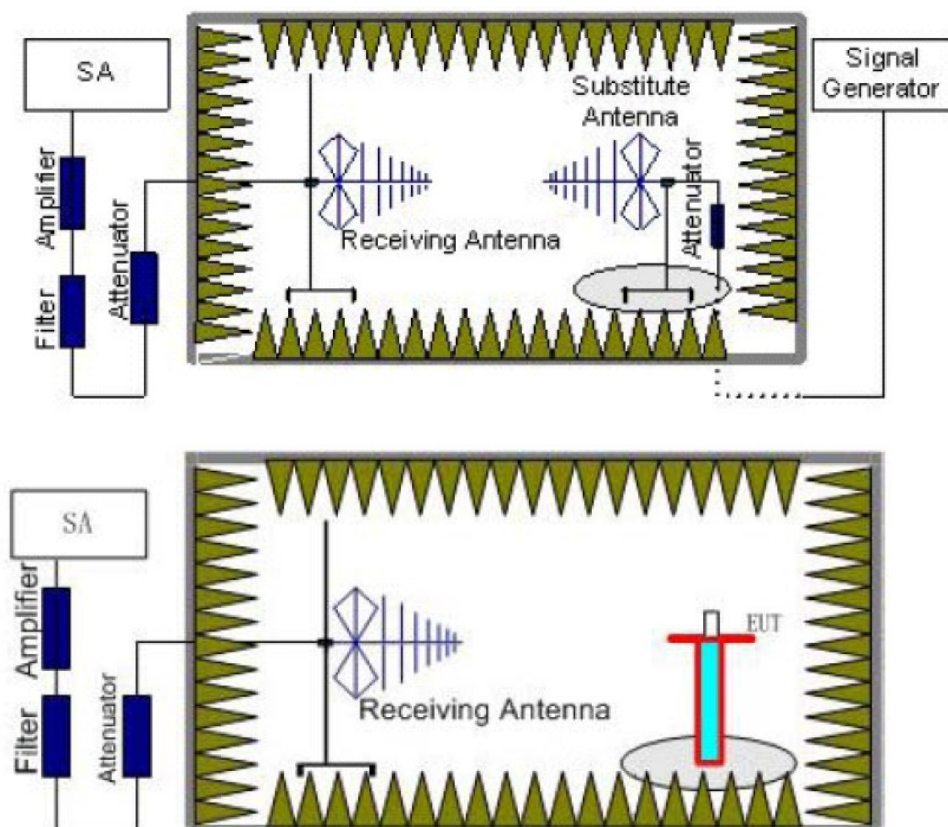 SA
Signal
Generator
Substitute
Antenna
Amplifier
Attenuator
Attenuator
Receiving Antenna
Filter
SA
Amplifier
EUT
Filter
Attenuator
Receiving Antenna